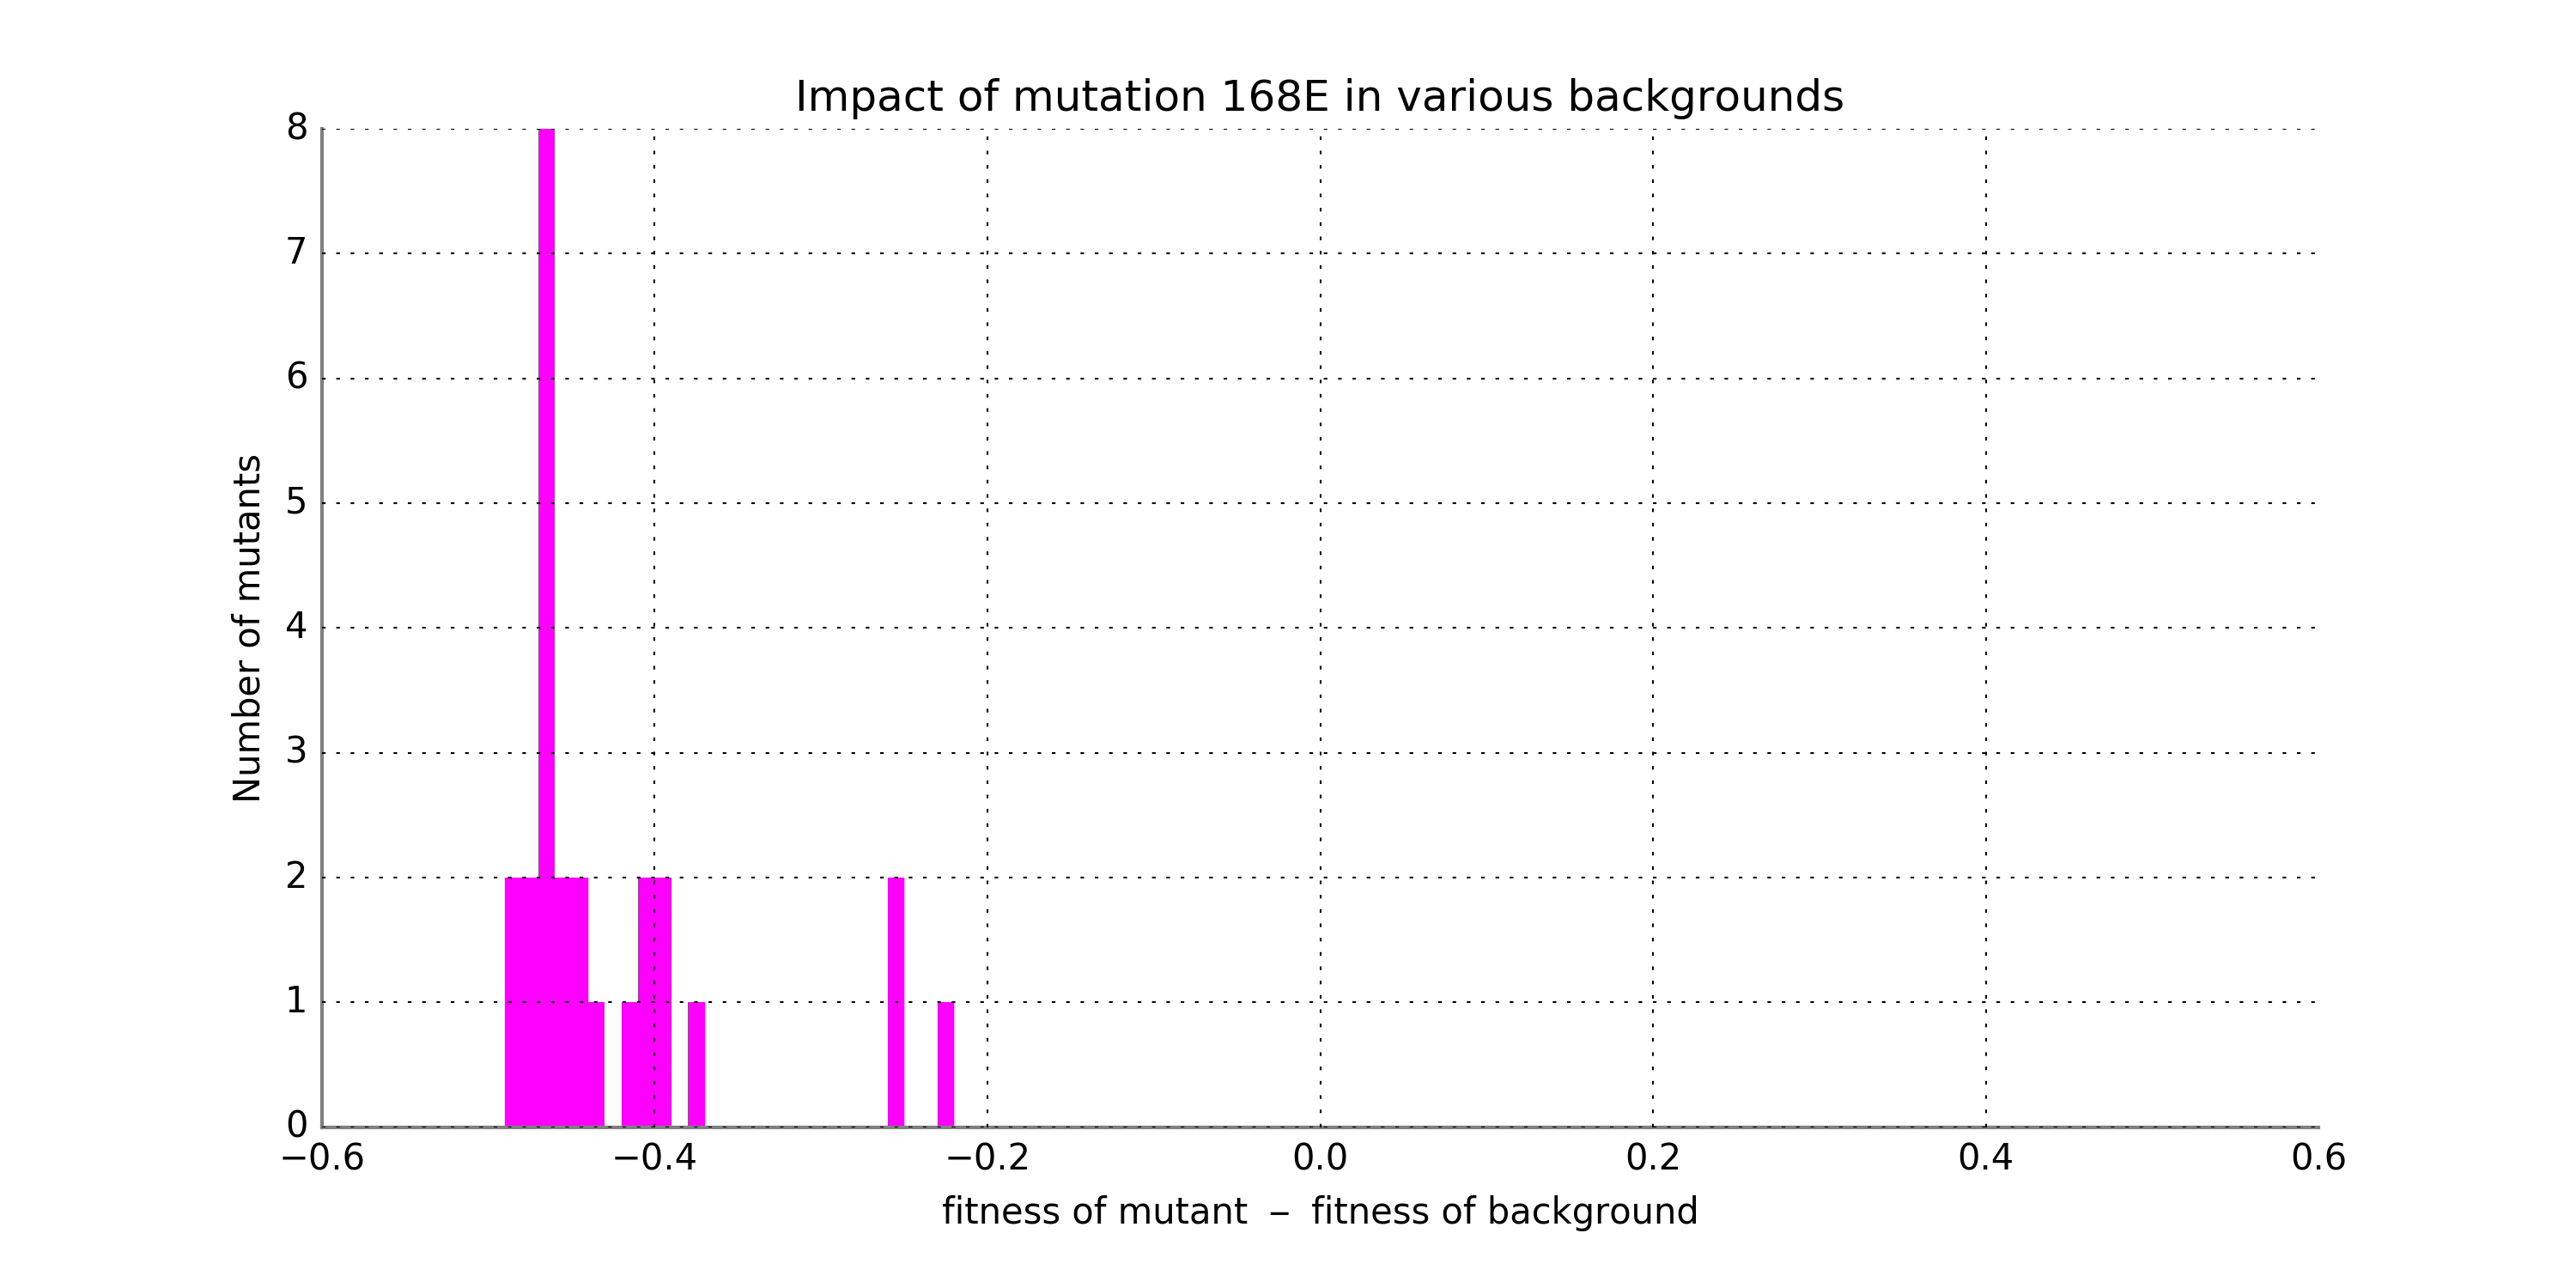 Impact of mutation 168E in various backgrounds
8
7
6
5
4
3
2
1
0
Number of mutants
−0.6 −0.4 −0.2 0.0 0.2 0.4 0.6
fitness of mutant − fitness of background